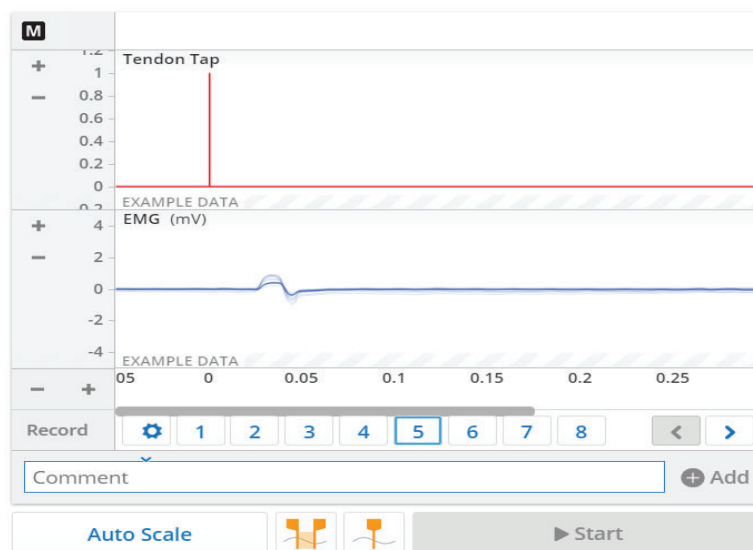 M
1.2
Tendon Tap
1
0.8
0.6
0.4
0.2
0
0.2
EXAMPLE DATA
EMG (mV)
4
2
0
-2
-4
EXAMPLE DATA
05 0 0.05 0.1 0.15 0.2 0.25
Record 1 2 3 4 5 6 7 8
Comment Add
Auto Scale Start